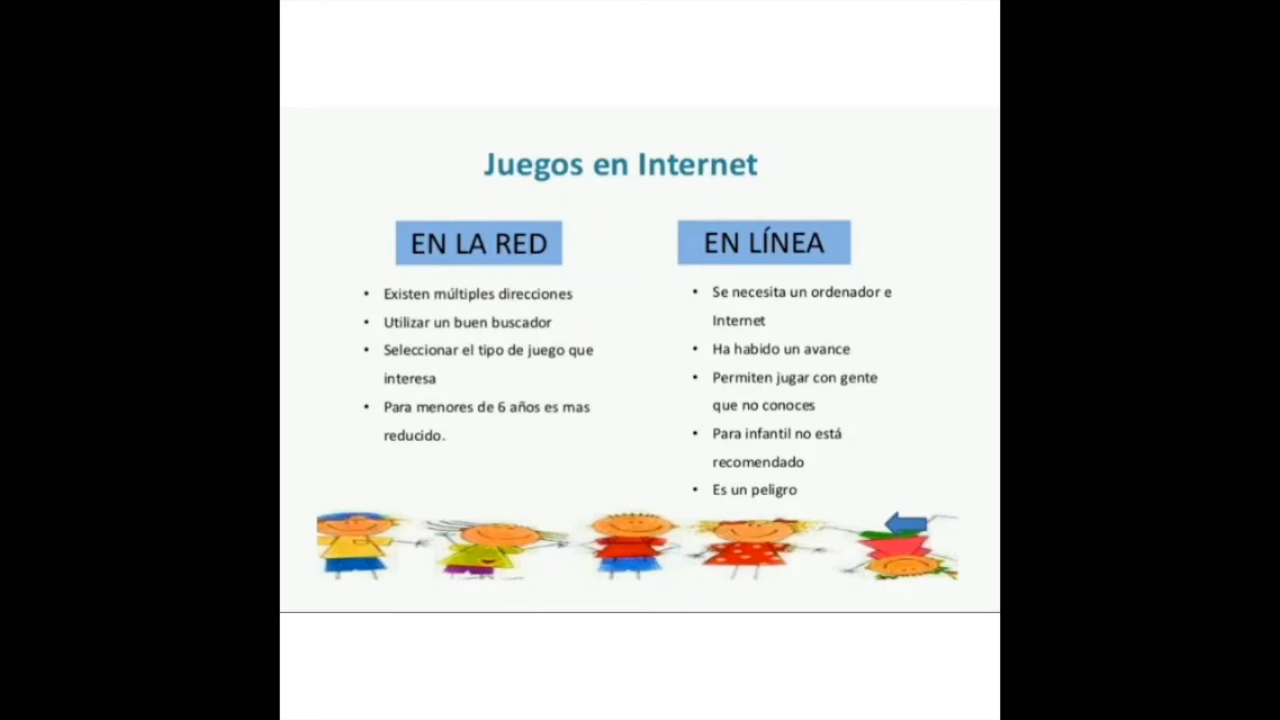 Juegos en Internet
EN LA RED
• Existen múltiples direcciones
• Utilizar un buen buscador
• Seleccionar el tipo de juego que
interesa
• Para menores de 6 años es mas
reducido.
EN LÍNEA
• Se necesita un ordenador e
Internet
• Ha habido un avance
• Permiten jugar con gente
que no conoces
• Para infantil no está
recomendado
• Es un peligro